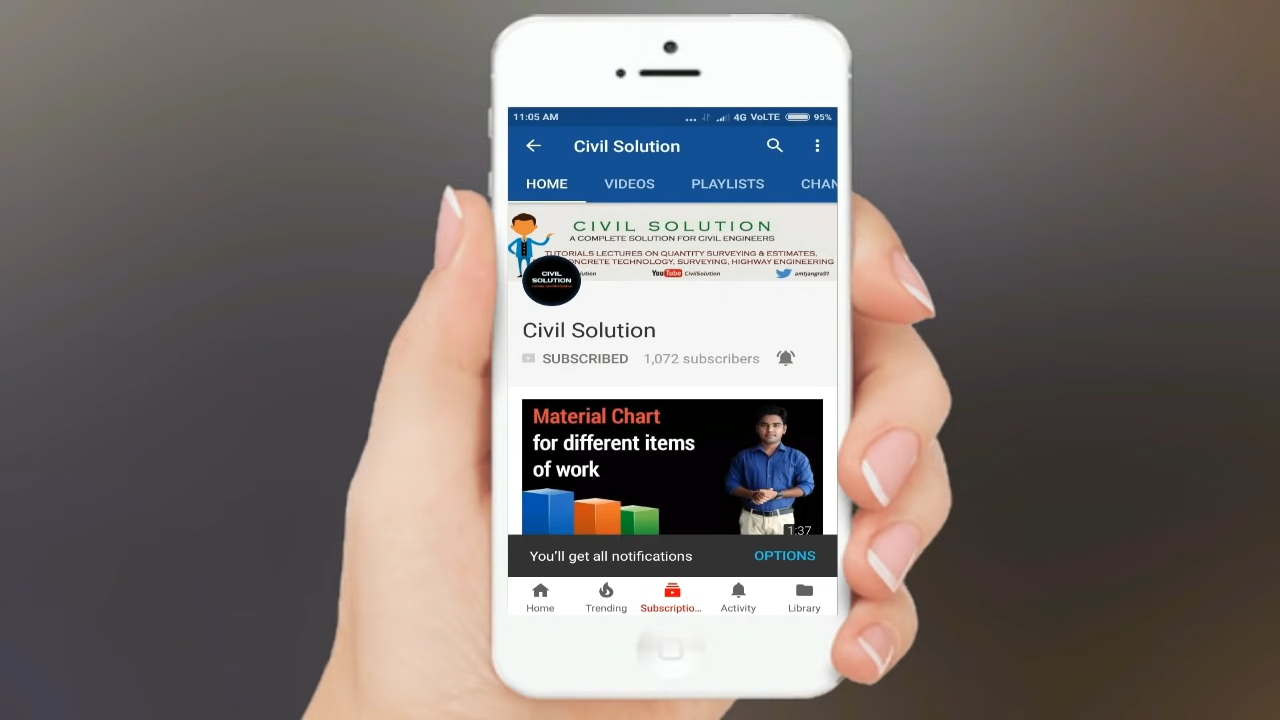 11:05 AM ... 4G VoLTE 95%
Civil Solution
HOME VIDEOS PLAYLISTS CHAN
CIVIL SOLUTION
A COMPLETE SOLUTION FOR CIVIL ENGINEERS
TUTORIALS LECTURES ON QUANTITY SURVEYING & ESTIMATES,
ONCRETE TECHNOLOGY, SURVEYING, HIGHWAY ENGINEERING
YouTube CivilSolution amtjangra91
CIVIL
SOLUTION
Civil Solution
SUBSCRIBED 1,072 subscribers
Material Chart
for different items
of work
1:37
You'll get all notifications OPTIONS
Home Trending Subscriptio... Activity Library